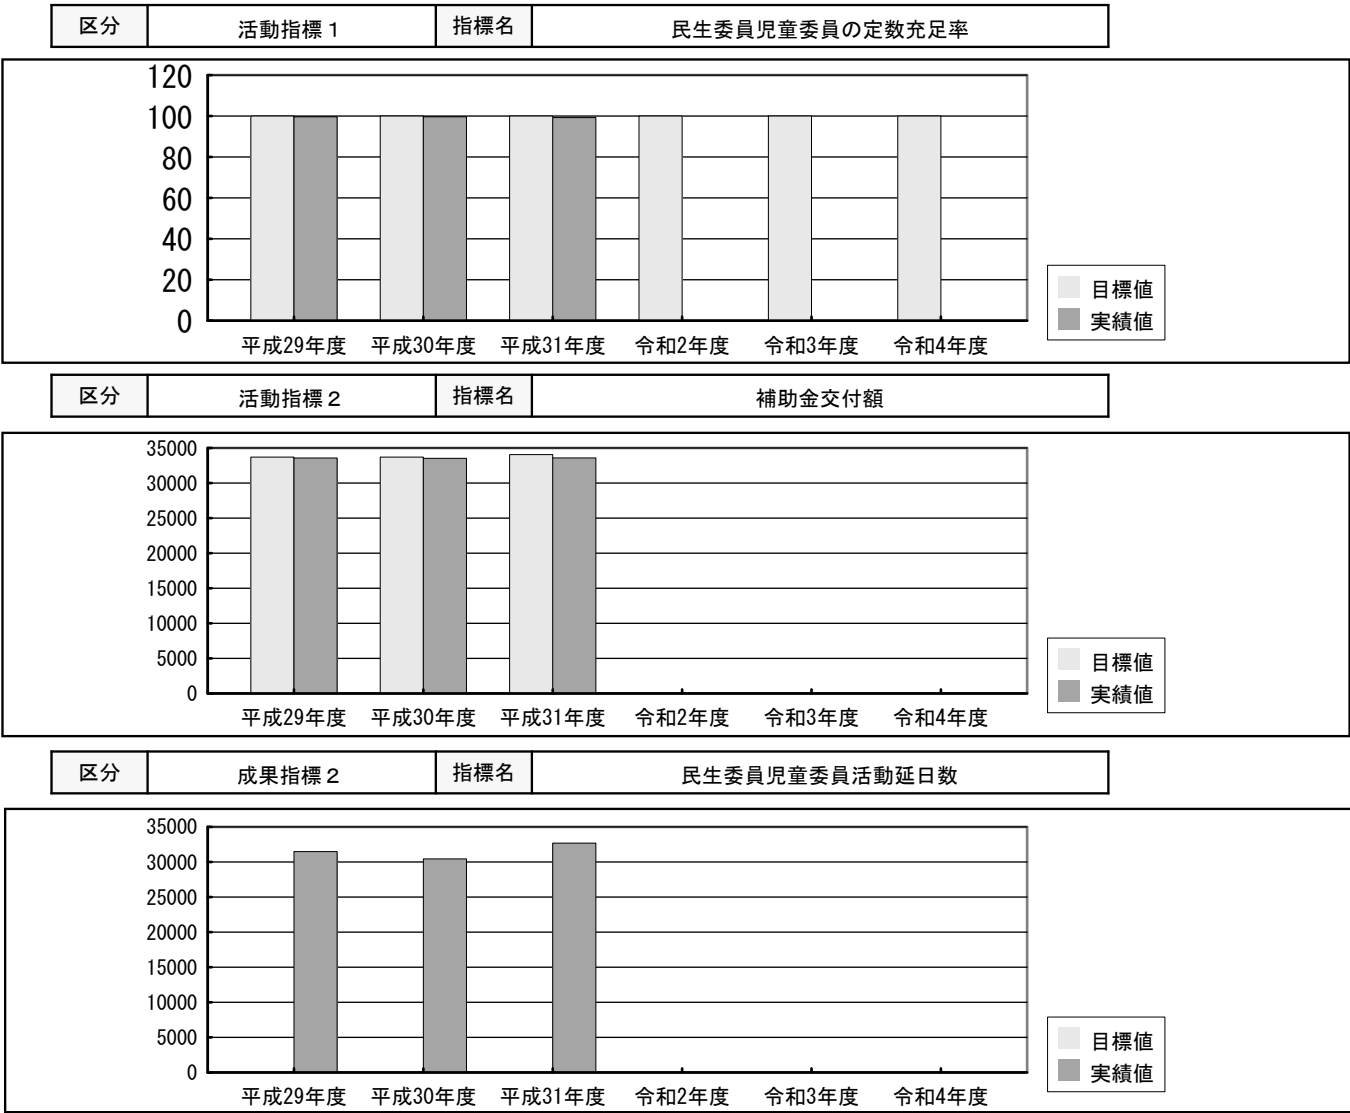 区分 活動指標１ 指標名 民生委員児童委員の定数充足率
120
100
80
60
40
20
0
平成29年度 平成30年度 平成31年度 令和2年度 令和3年度 令和4年度
目標値
実績値
区分 活動指標２ 指標名 補助金交付額
35000
30000
25000
20000
15000
10000
5000
0
平成29年度 平成30年度 平成31年度 令和2年度 令和3年度 令和4年度
目標値
実績値
区分 成果指標２ 指標名 民生委員児童委員活動延日数
35000
30000
25000
20000
15000
10000
5000
0
平成29年度 平成30年度 平成31年度 令和2年度 令和3年度 令和4年度
目標値
実績値